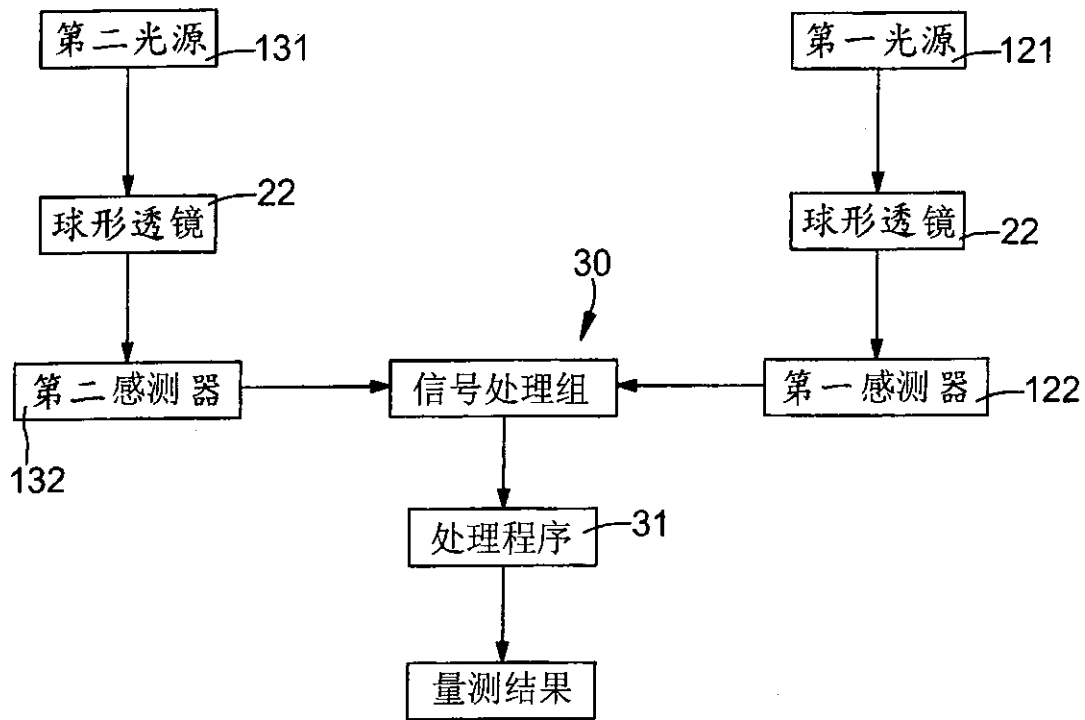 第二光源
131
第一光源
121
球形透镜
22
球形透镜
22
30
第二感测器
132
信号处理组
第一感测器
122
处理程序
31
量测结果